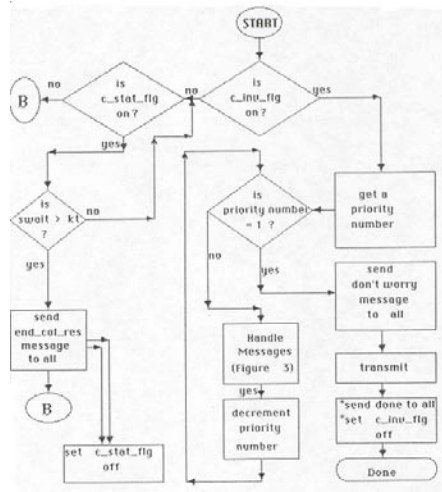 START
is
c_stat_flg
on ?
no
B
yes
is
c_inv_flg
on ?
no
yes
is
swait > kt
?
no
yes
is
priority number
= 1 ?
no
yes
get a
priority
number
send
end_col_res
message
to all
B
set c_stat_flg
off
Handle
Messages
(Figure 3)
yes
decrement
priority
number
send
don't worry
message
to all
transmit
*send done to all
*set c_inv_flg
off
Done